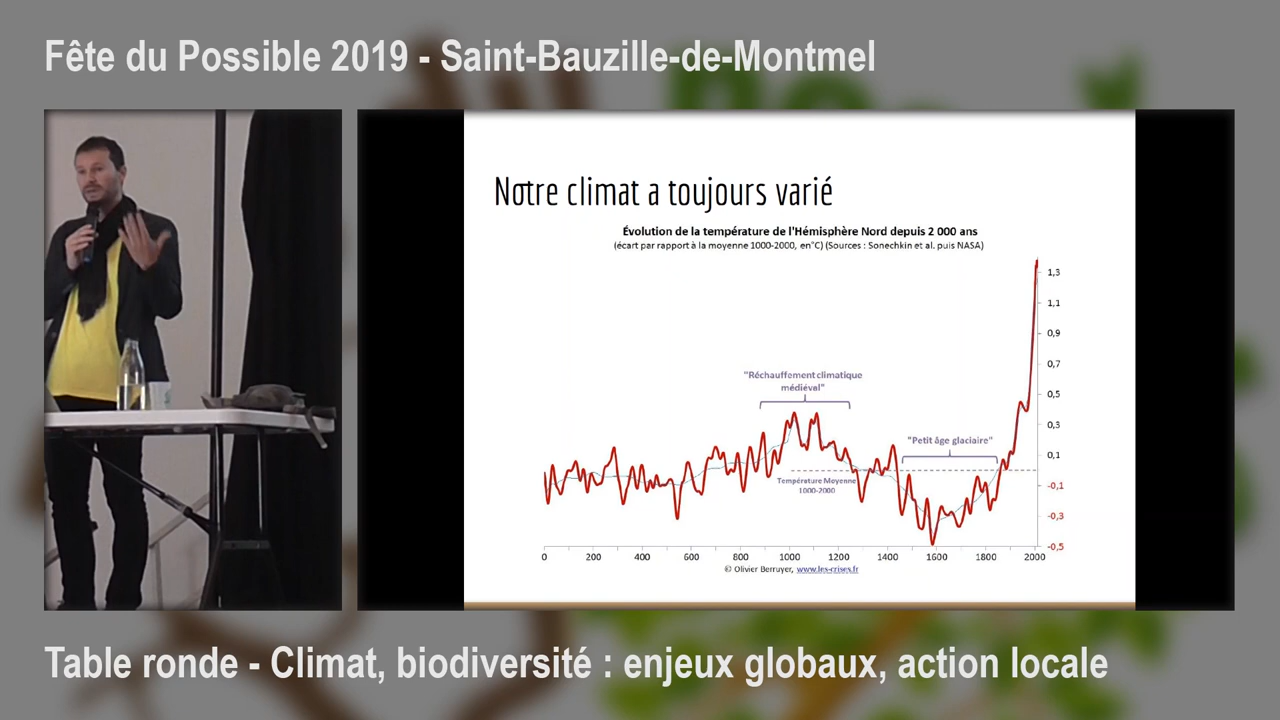 Fête du Possible 2019 - Saint-Bauzille-de-Montmel
Notre climat a toujours varié
Évolution de la température de l'Hémisphère Nord depuis 2 000 ans
(écart par rapport à la moyenne 1000-2000, en°C) (Sources : Sonechkin et al. puis NASA)
1,3
1,1
0,9
0,7
"Réchauffement climatique
médiéval"
0,5
0,3
"Petit âge glaciaire"
0,1
Température Moyenne
1000-2000
-0,1
-0,3
-0,5
0 200 400 600 800 1000 1200 1400 1600 1800 2000
© Olivier Berruyer, www.les-crises.fr
Table ronde - Climat, biodiversité : enjeux globaux, action locale